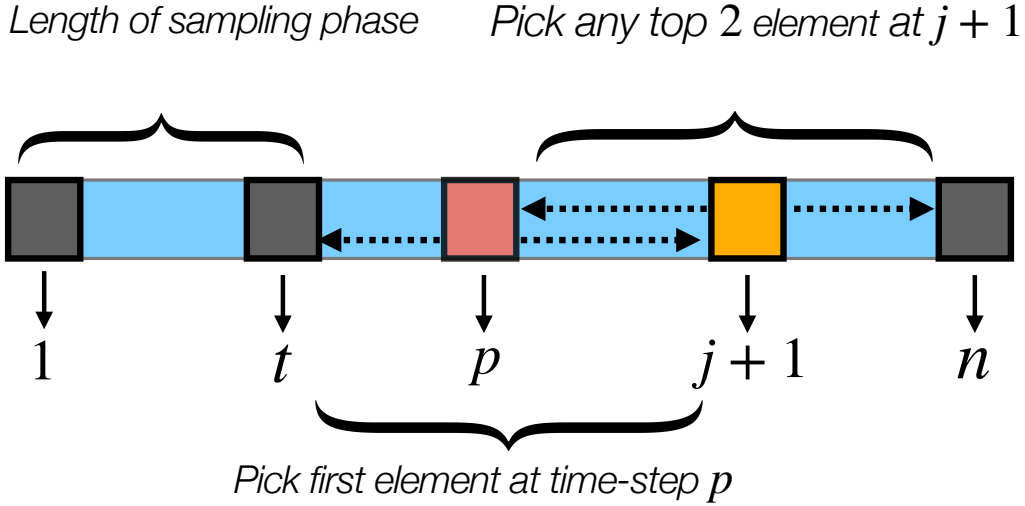 Length of sampling phase
Pick any top 2 element at j + 1
1 t p j + 1 n
Pick first element at time-step p